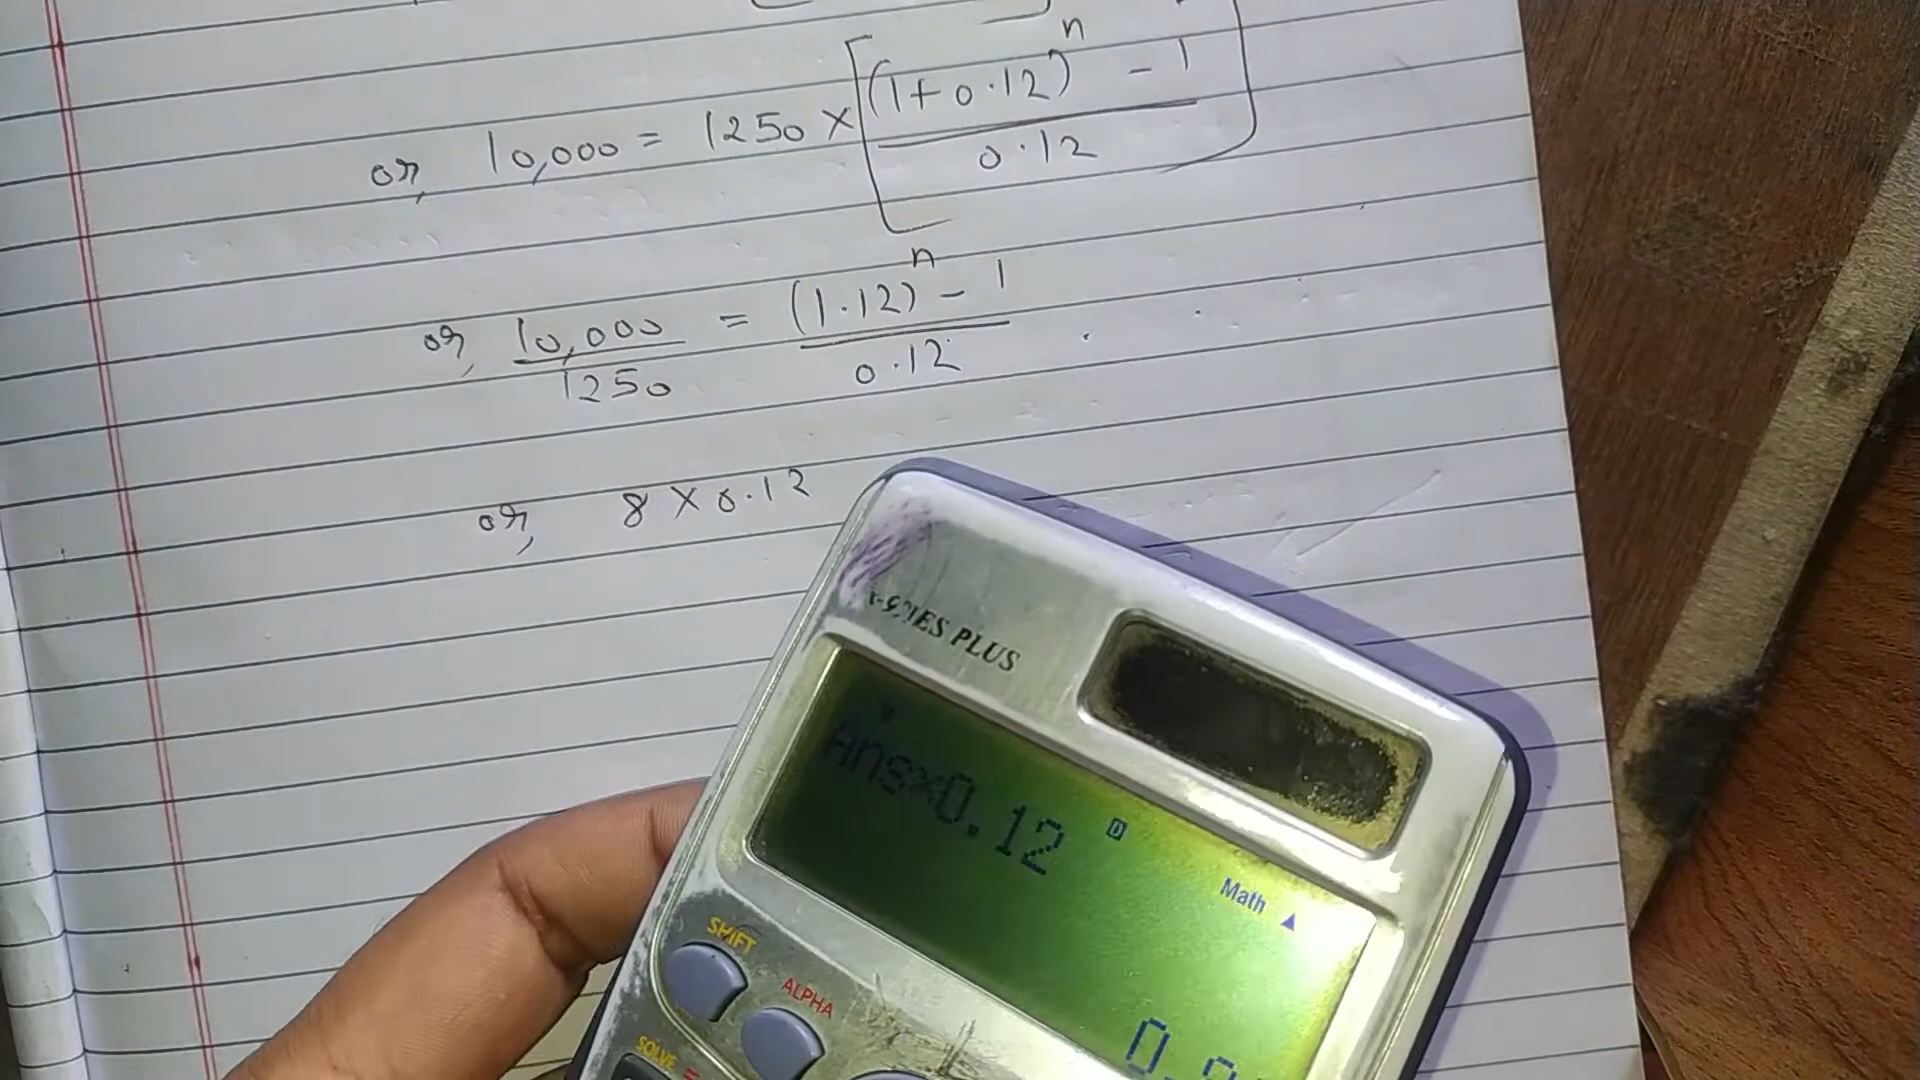 or, 10,000 = 1250 × [ (1+0.12)^n - 1 / 0.12 ]
or, 10,000 / 1250 = (1.12)^n - 1 / 0.12
or, 8 × 0.12
ES PLUS
Ans×0.12
D
Math ▲
SHIFT
ALPHA
SOLVE =